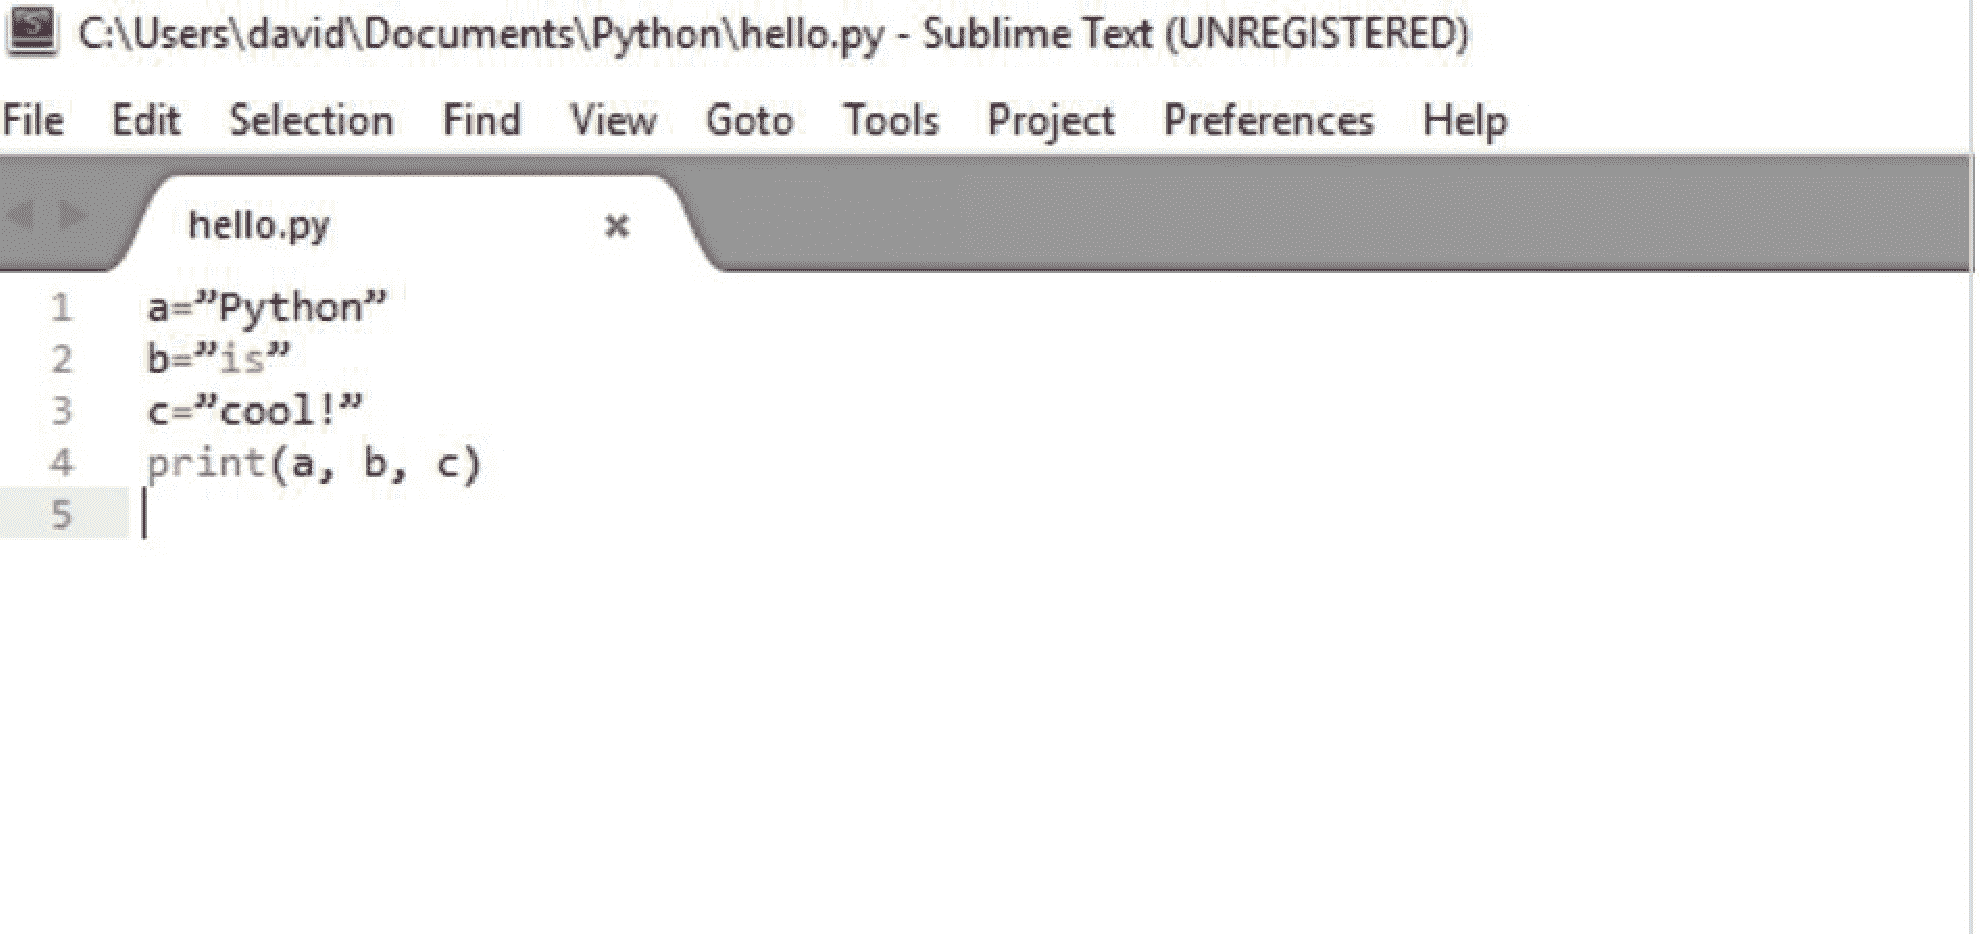 C:\Users\david\Documents\Python\hello.py - Sublime Text (UNREGISTERED)
File Edit Selection Find View Goto Tools Project Preferences Help
hello.py ×
1 a=”Python”
2 b=”is”
3 c=”cool!”
4 print(a, b, c)
5